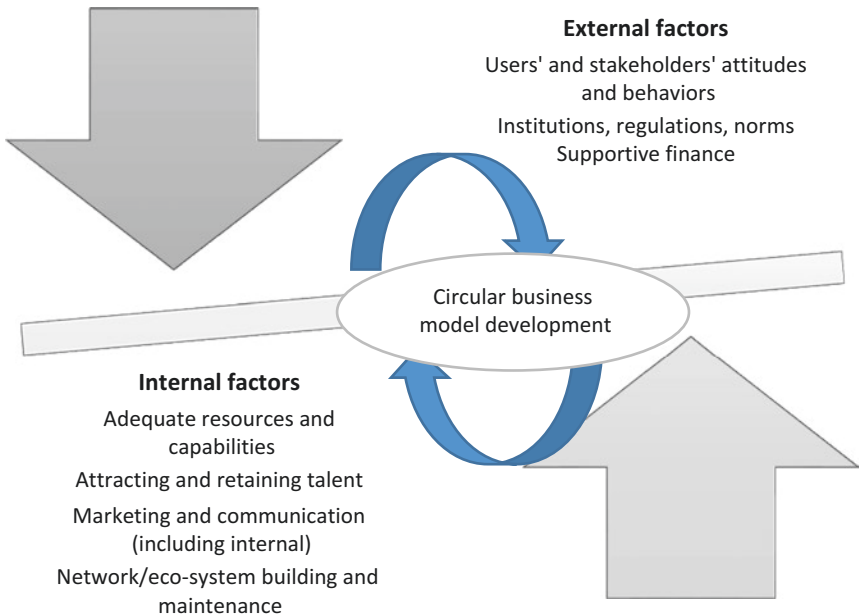 External factors
Users' and stakeholders' attitudes
and behaviors
Institutions, regulations, norms
Supportive finance
Circular business
model development
Internal factors
Adequate resources and
capabilities
Attracting and retaining talent
Marketing and communication
(including internal)
Network/eco-system building and
maintenance